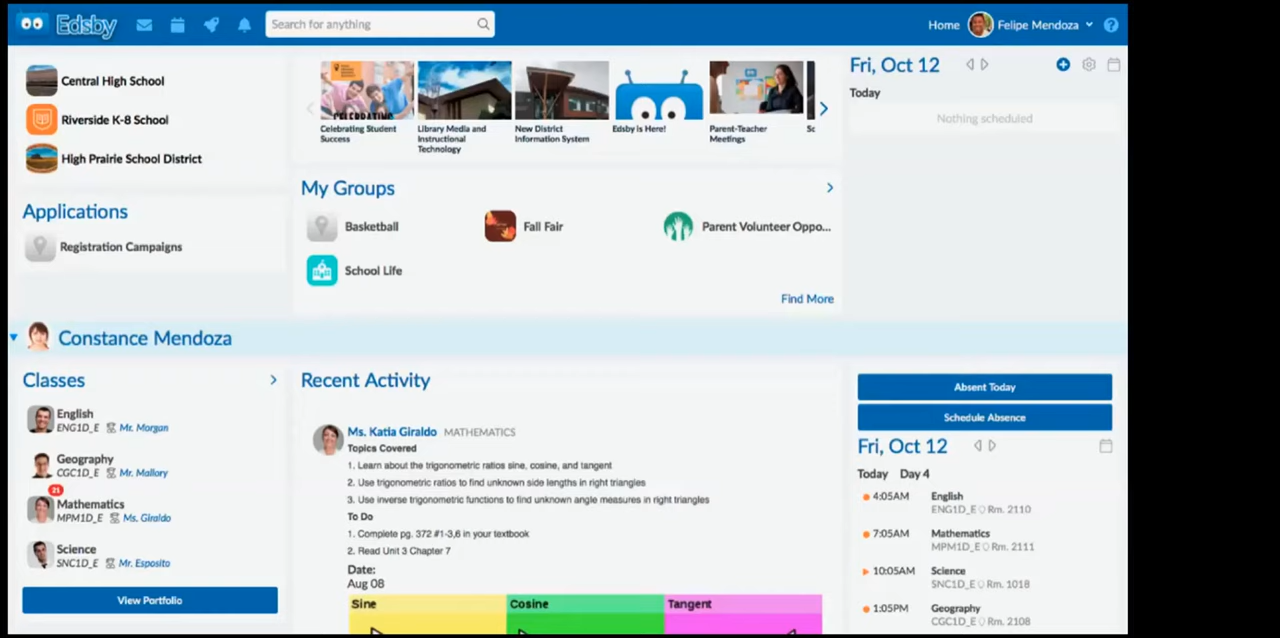 Edsby
Search for anything
Home
Felipe Mendoza
Central High School
Riverside K-8 School
High Prairie School District
Applications
Registration Campaigns
CELEBRATING
Celebrating Student
Success
Library Media and
Instructional
Technology
New District
Information System
Edsby is Here!
Parent-Teacher
Meetings
Sc
My Groups
Basketball
Fall Fair
Parent Volunteer Oppo...
School Life
Find More
Fri, Oct 12
Today
Nothing scheduled
Constance Mendoza
Classes
English
ENG1D_E Mr. Morgan
Geography
CGC1D_E Mr. Mallory
21
Mathematics
MPM1D_E Ms. Giraldo
Science
SNC1D_E Mr. Esposito
View Portfolio
Recent Activity
Ms. Katia Giraldo MATHEMATICS
Topics Covered
1. Learn about the trigonometric ratios sine, cosine, and tangent
2. Use trigonometric ratios to find unknown side lengths in right triangles
3. Use inverse trigonometric functions to find unknown angle measures in right triangles
To Do
1. Complete pg. 372 #1-3,6 in your textbook
2. Read Unit 3 Chapter 7
Date:
Aug 08
Sine Cosine Tangent
Absent Today
Schedule Absence
Fri, Oct 12
Today Day 4
4:05AM English
ENG1D_E Rm. 2110
7:05AM Mathematics
MPM1D_E Rm. 2111
10:05AM Science
SNC1D_E Rm. 1018
1:05PM Geography
CGC1D_E Rm. 2108